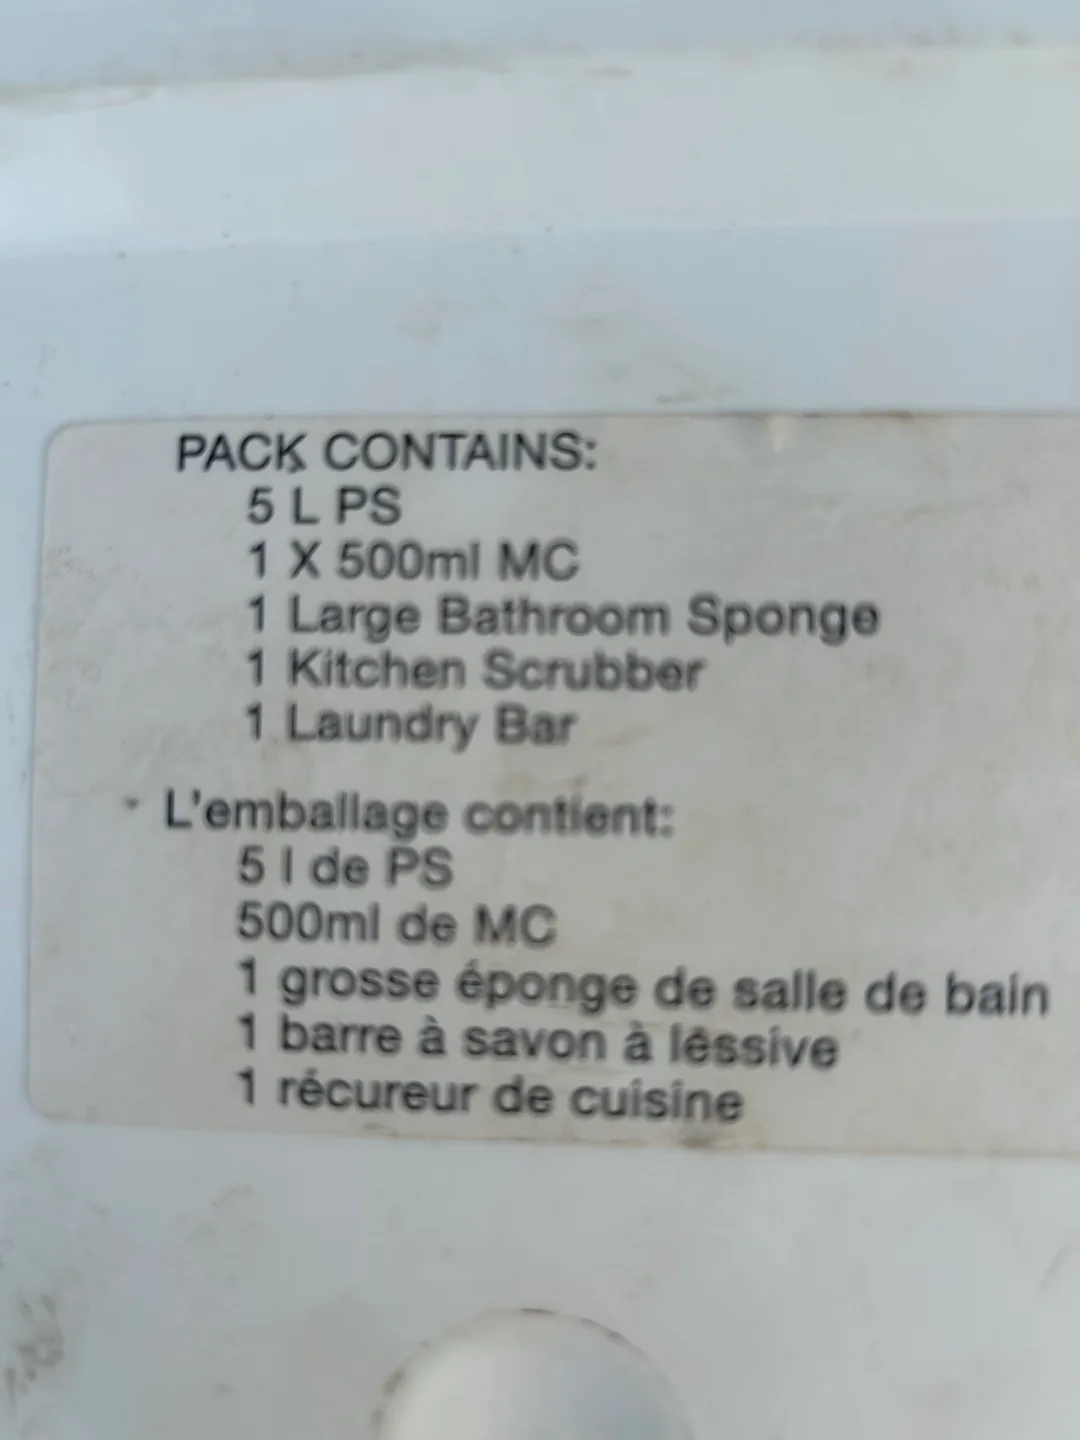 PACK CONTAINS:
5 L PS
1 X 500ml MC
1 Large Bathroom Sponge
1 Kitchen Scrubber
1 Laundry Bar
L'emballage contient:
5 l de PS
500ml de MC
1 grosse éponge de salle de bain
1 barre à savon à lessive
1 récureur de cuisine